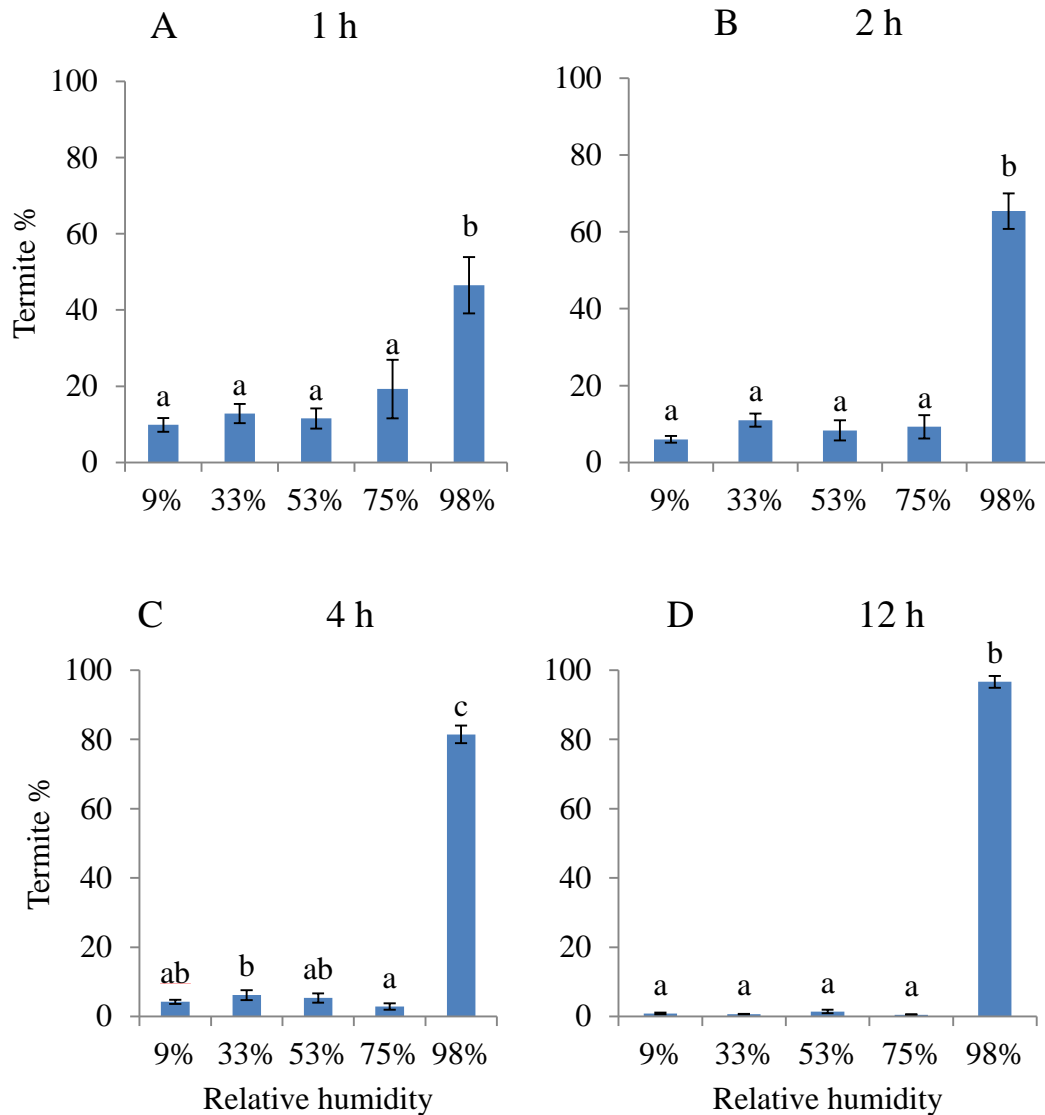 A 1 h
100
80
60
40
20
0
Termite %
a a a a b
9% 33% 53% 75% 98%
B 2 h
100
80
60
40
20
0
a a a a b
9% 33% 53% 75% 98%
C 4 h
100
80
60
40
20
0
Termite %
ab b ab a c
9% 33% 53% 75% 98%
Relative humidity
D 12 h
100
80
60
40
20
0
a a a a b
9% 33% 53% 75% 98%
Relative humidity